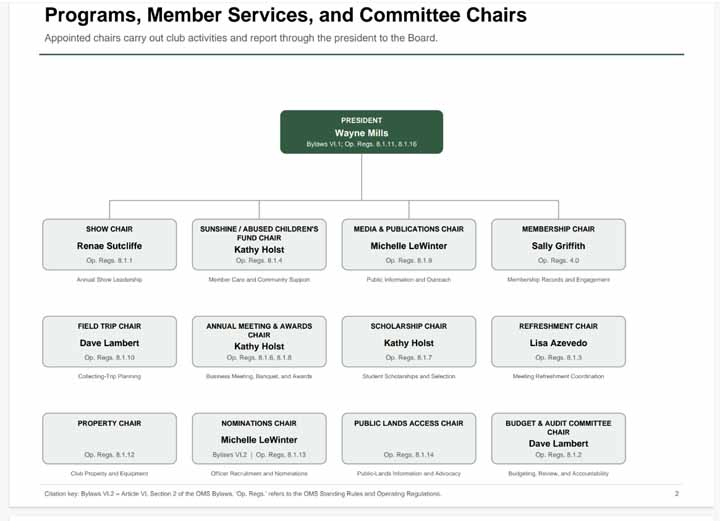 Programs, Member Services, and Committee Chairs
Appointed chairs carry out club activities and report through the president to the Board.
PRESIDENT
Wayne Mills
Bylaws VI.1; Op. Regs. 8.1.11, 8.1.16
SHOW CHAIR
Renae Sutcliffe
Op. Regs. 8.1.1
Annual Show Leadership
SUNSHINE / ABUSED CHILDREN'S
FUND CHAIR
Kathy Holst
Op. Regs. 8.1.4
Member Care and Community Support
MEDIA & PUBLICATIONS CHAIR
Michelle LeWinter
Op. Regs. 8.1.9
Public Information and Outreach
MEMBERSHIP CHAIR
Sally Griffith
Op. Regs. 4.0
Membership Records and Engagement
FIELD TRIP CHAIR
Dave Lambert
Op. Regs. 8.1.10
Collecting-Trip Planning
ANNUAL MEETING & AWARDS
CHAIR
Kathy Holst
Op. Regs. 8.1.6, 8.1.8
Business Meeting, Banquet, and Awards
SCHOLARSHIP CHAIR
Kathy Holst
Op. Regs. 8.1.7
Student Scholarships and Selection
REFRESHMENT CHAIR
Lisa Azevedo
Op. Regs. 8.1.3
Meeting Refreshment Coordination
PROPERTY CHAIR
Op. Regs. 8.1.12
Club Property and Equipment
NOMINATIONS CHAIR
Michelle LeWinter
Bylaws VI.2 | Op. Regs. 8.1.13
Officer Recruitment and Nominations
PUBLIC LANDS ACCESS CHAIR
Op. Regs. 8.1.14
Public-Lands Information and Advocacy
BUDGET & AUDIT COMMITTEE
CHAIR
Dave Lambert
Op. Regs. 8.1.2
Budgeting, Review, and Accountability
Citation key: Bylaws VI.2 = Article VI, Section 2 of the OMS Bylaws. 'Op. Regs.' refers to the OMS Standing Rules and Operating Regulations.
2